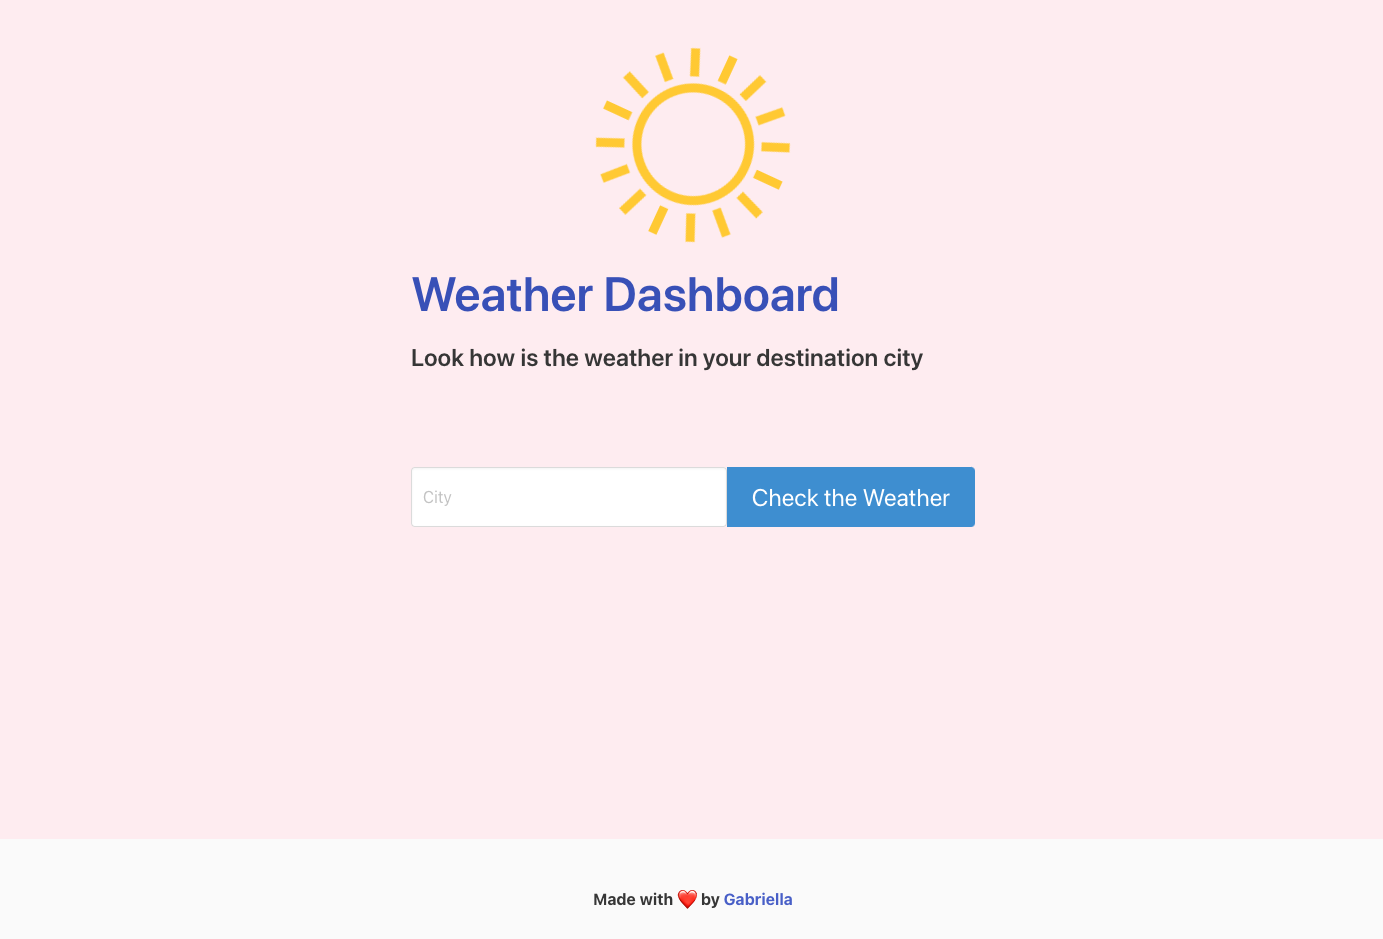 Weather Dashboard
Look how is the weather in your destination city
City
Check the Weather
Made with ❤️ by Gabriella